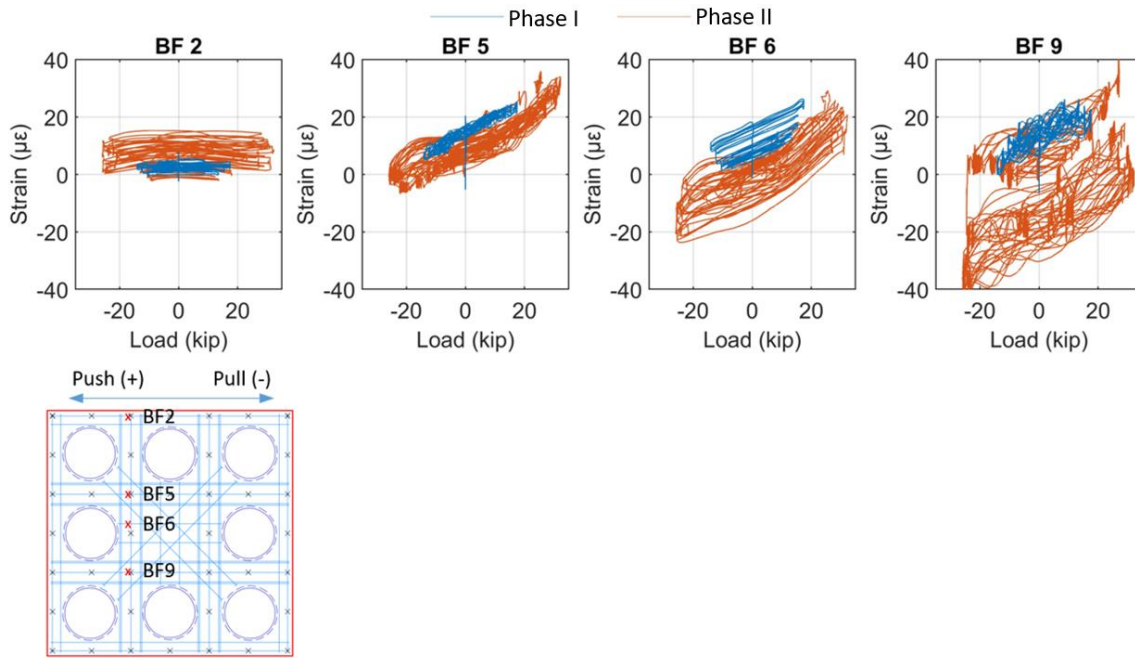 Phase I Phase II
BF 2 BF 5 BF 6 BF 9
40 40 40 40
20 20 20 20
0 0 0 0
-20 -20 -20 -20
-40 -40 -40 -40
Strain (με) Strain (με) Strain (με) Strain (με)
-20 0 20 -20 0 20 -20 0 20 -20 0 20
Load (kip) Load (kip) Load (kip) Load (kip)
Push (+) Pull (-)
BF2
BF5
BF6
BF9